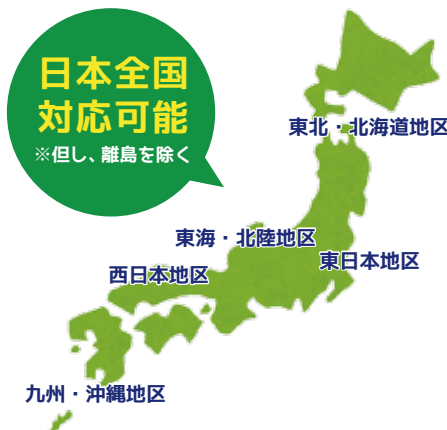 日本全国
対応可能
※但し、離島を除く
東北・北海道地区
東海・北陸地区
東日本地区
西日本地区
九州・沖縄地区